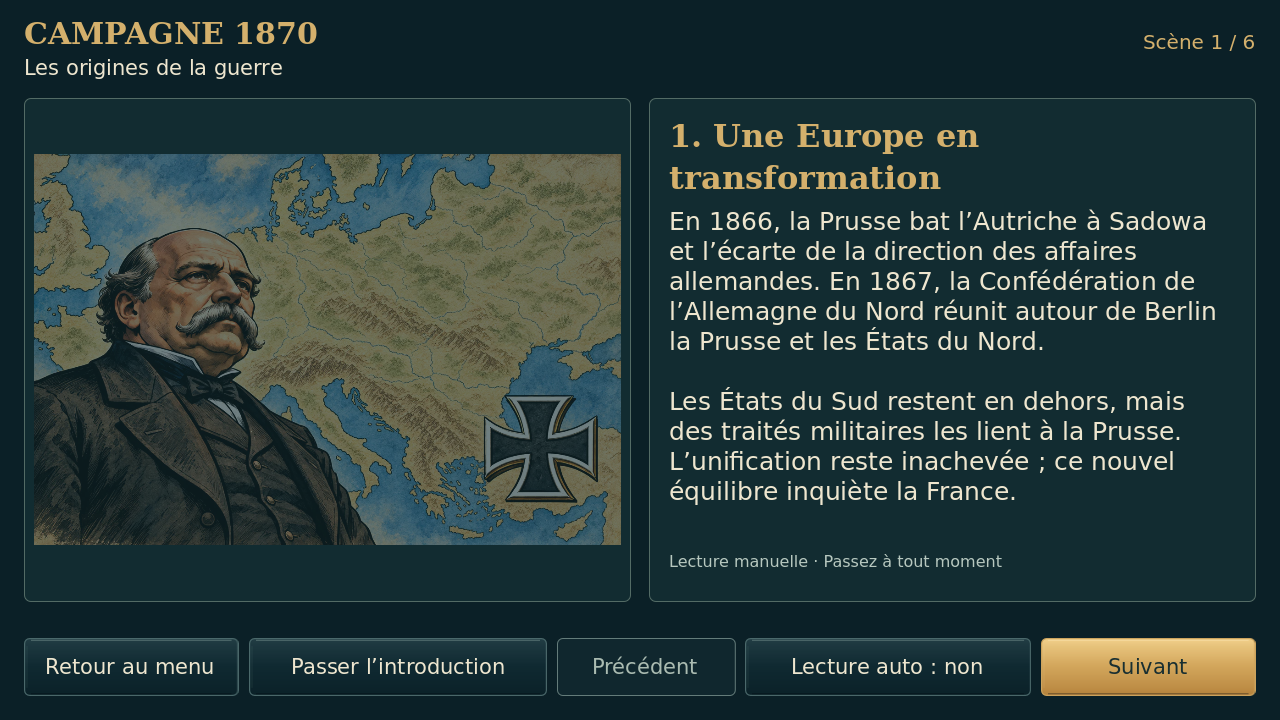 CAMPAGNE 1870
Les origines de la guerre
Scène 1 / 6
1. Une Europe en
transformation
En 1866, la Prusse bat l’Autriche à Sadowa
et l’écarte de la direction des affaires
allemandes. En 1867, la Confédération de
l’Allemagne du Nord réunit autour de Berlin
la Prusse et les États du Nord.
Les États du Sud restent en dehors, mais
des traités militaires les lient à la Prusse.
L’unification reste inachevée ; ce nouvel
équilibre inquiète la France.
Lecture manuelle · Passez à tout moment
Retour au menu
Passer l’introduction
Précédent
Lecture auto : non
Suivant